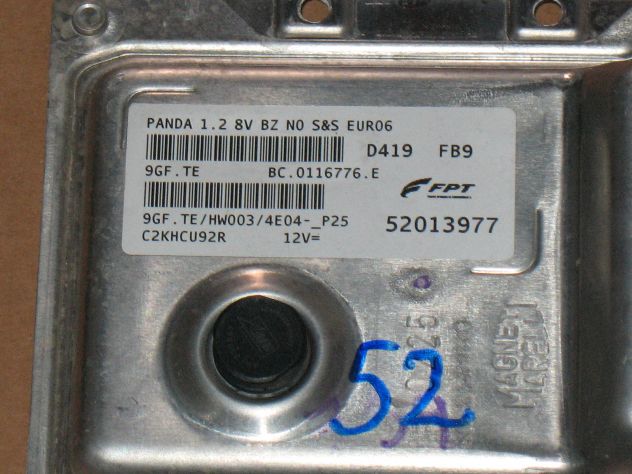 PANDA 1.2 8V BZ NO S&S EURO6
D419 FB9
9GF.TE BC.0116776.E
FPT
9GF.TE/HW003/4E04-_P25
52013977
C2KHCU92R 12V=
52
MAGNETI
MARELLI